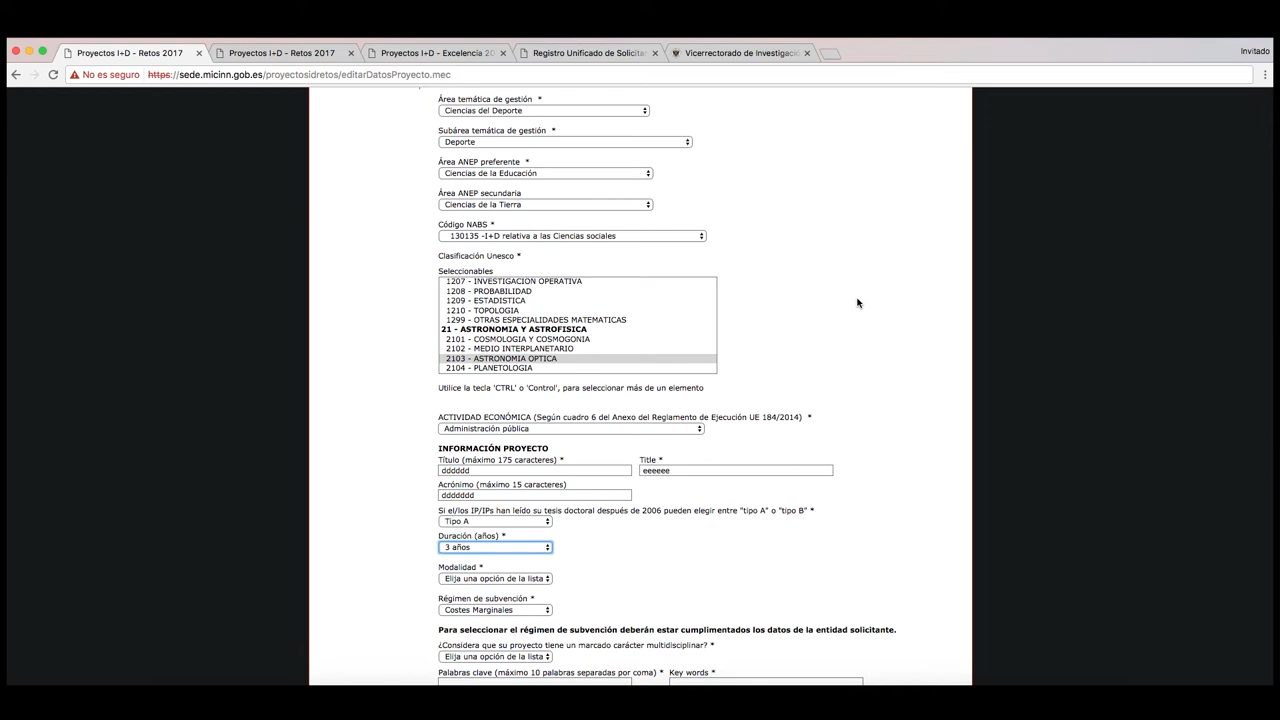 Proyectos I+D - Retos 2017
Proyectos I+D - Retos 2017
Proyectos I+D - Excelencia 20
Registro Unificado de Solicitan
Vicerrectorado de Investigació
Invitado
No es seguro https://sede.micinn.gob.es/proyectosidretos/editarDatosProyecto.mec
Área temática de gestión *
Ciencias del Deporte
Subárea temática de gestión *
Deporte
Área ANEP preferente *
Ciencias de la Educación
Área ANEP secundaria
Ciencias de la Tierra
Código NABS *
130135 -I+D relativa a las Ciencias sociales
Clasificación Unesco *
Seleccionables
1207 - INVESTIGACION OPERATIVA
1208 - PROBABILIDAD
1209 - ESTADISTICA
1210 - TOPOLOGIA
1299 - OTRAS ESPECIALIDADES MATEMATICAS
21 - ASTRONOMIA Y ASTROFISICA
2101 - COSMOLOGIA Y COSMOGONIA
2102 - MEDIO INTERPLANETARIO
2103 - ASTRONOMIA OPTICA
2104 - PLANETOLOGIA
Utilice la tecla 'CTRL' o 'Control', para seleccionar más de un elemento
ACTIVIDAD ECONÓMICA (Según cuadro 6 del Anexo del Reglamento de Ejecución UE 184/2014) *
Administración pública
INFORMACIÓN PROYECTO
Título (máximo 175 caracteres) * Title *
dddddd eeeeee
Acrónimo (máximo 15 caracteres)
ddddddd
Si el/los IP/IPs han leído su tesis doctoral después de 2006 pueden elegir entre "tipo A" o "tipo B" *
Tipo A
Duración (años) *
3 años
Modalidad *
Elija una opción de la lista
Régimen de subvención *
Costes Marginales
Para seleccionar el régimen de subvención deberán estar cumplimentados los datos de la entidad solicitante.
¿Considera que su proyecto tiene un marcado carácter multidisciplinar? *
Elija una opción de la lista
Palabras clave (máximo 10 palabras separadas por coma) * Key words *